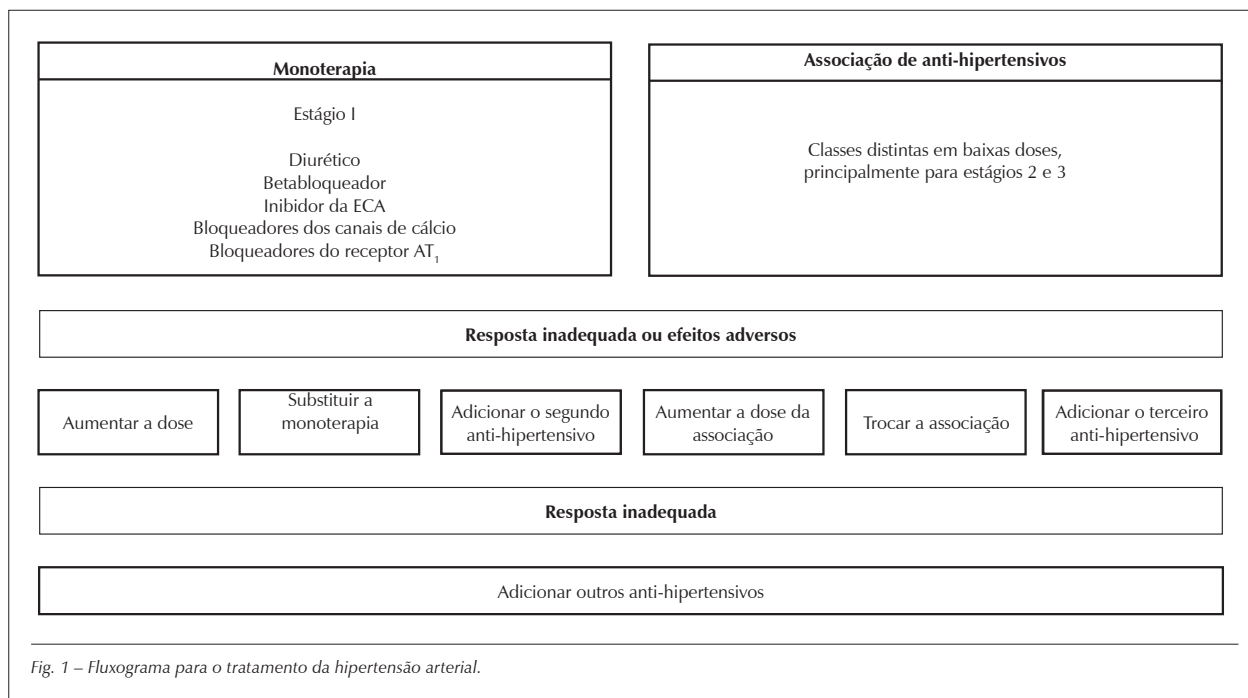 Monoterapia
Estágio I
Diurético
Betabloqueador
Inibidor da ECA
Bloqueadores dos canais de cálcio
Bloqueadores do receptor AT₁
Associação de anti-hipertensivos
Classes distintas em baixas doses,
principalmente para estágios 2 e 3
Resposta inadequada ou efeitos adversos
Aumentar a dose
Substituir a
monoterapia
Adicionar o segundo
anti-hipertensivo
Aumentar a dose da
associação
Trocar a associação
Adicionar o terceiro
anti-hipertensivo
Resposta inadequada
Adicionar outros anti-hipertensivos
Fig. 1 – Fluxograma para o tratamento da hipertensão arterial.